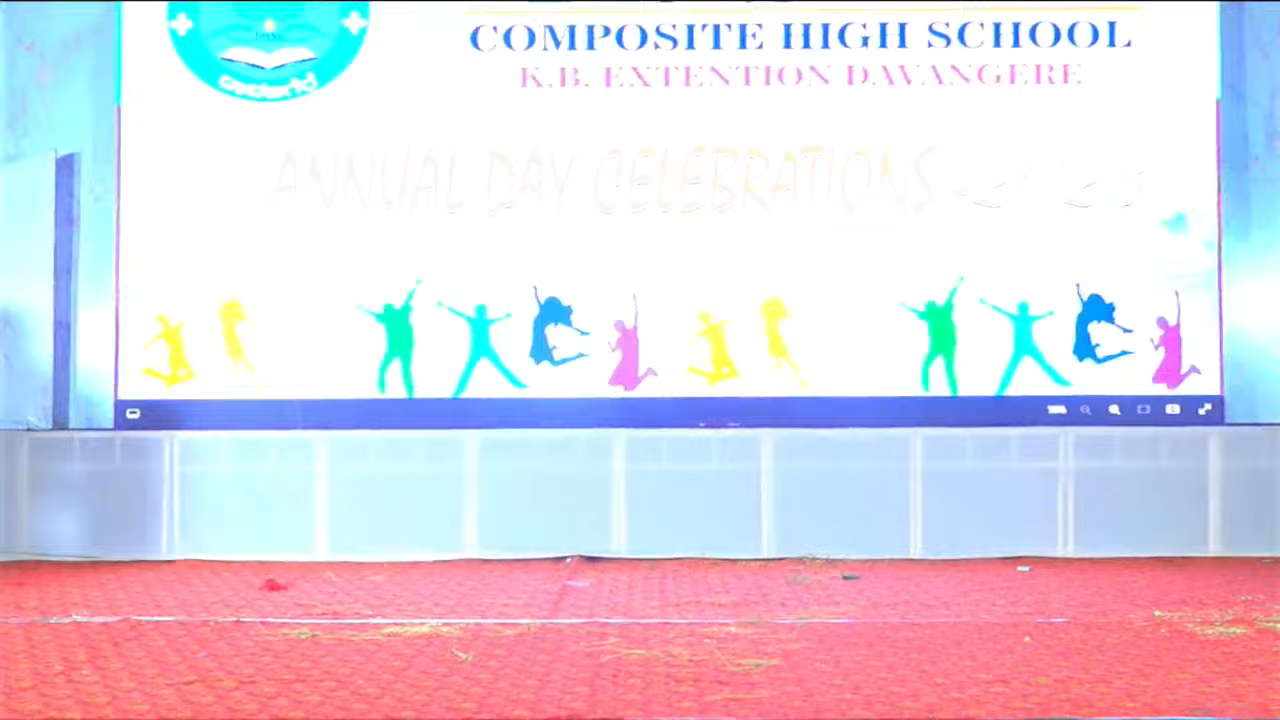 COMPOSITE HIGH SCHOOL
K.B. EXTENTION DAVANGERE
ANNUAL DAY CELEBRATIONS